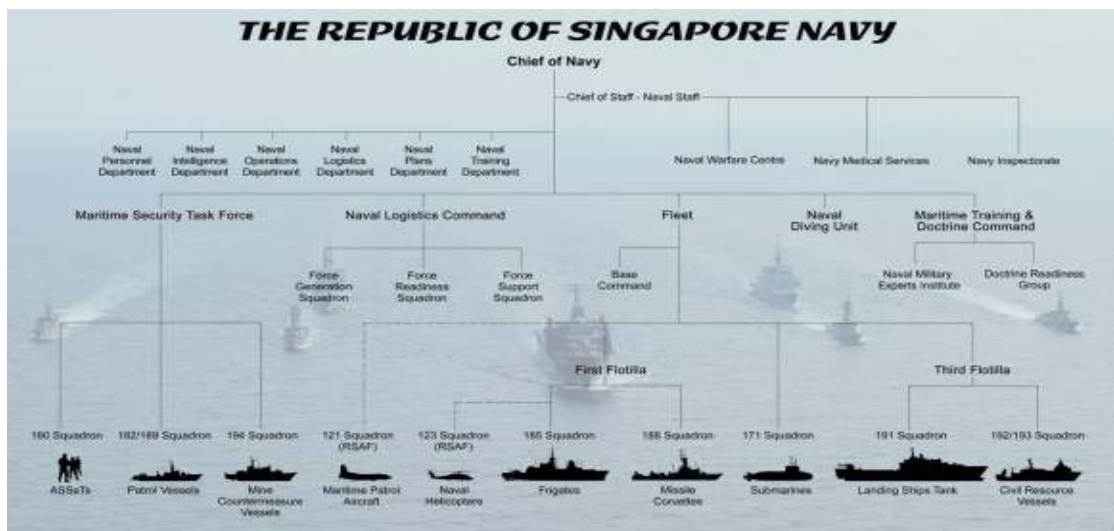 THE REPUBLIC OF SINGAPORE NAVY
Chief of Navy
Chief of Staff - Naval Staff
Naval
Personnel
Department
Naval
Intelligence
Department
Naval
Operations
Department
Naval
Logistics
Department
Naval
Plans
Department
Naval
Training
Department
Naval Warfare Centre
Navy Medical Services
Navy Inspectorate
Maritime Security Task Force
Naval Logistics Command
Fleet
Naval
Diving Unit
Maritime Training &
Doctrine Command
Force
Generation
Squadron
Force
Readiness
Squadron
Force
Support
Squadron
Base
Command
Naval Military
Experts Institute
Doctrine Readiness
Group
First Flotilla
Third Flotilla
180 Squadron
182/189 Squadron
194 Squadron
121 Squadron
(RSAF)
123 Squadron
(RSAF)
185 Squadron
188 Squadron
171 Squadron
191 Squadron
192/193 Squadron
ASSeTs
Patrol Vessels
Mine
Countermeasure
Vessels
Maritime Patrol
Aircraft
Naval
Helicopters
Frigates
Missile
Corvettes
Submarines
Landing Ships Tank
Civil Resource
Vessels